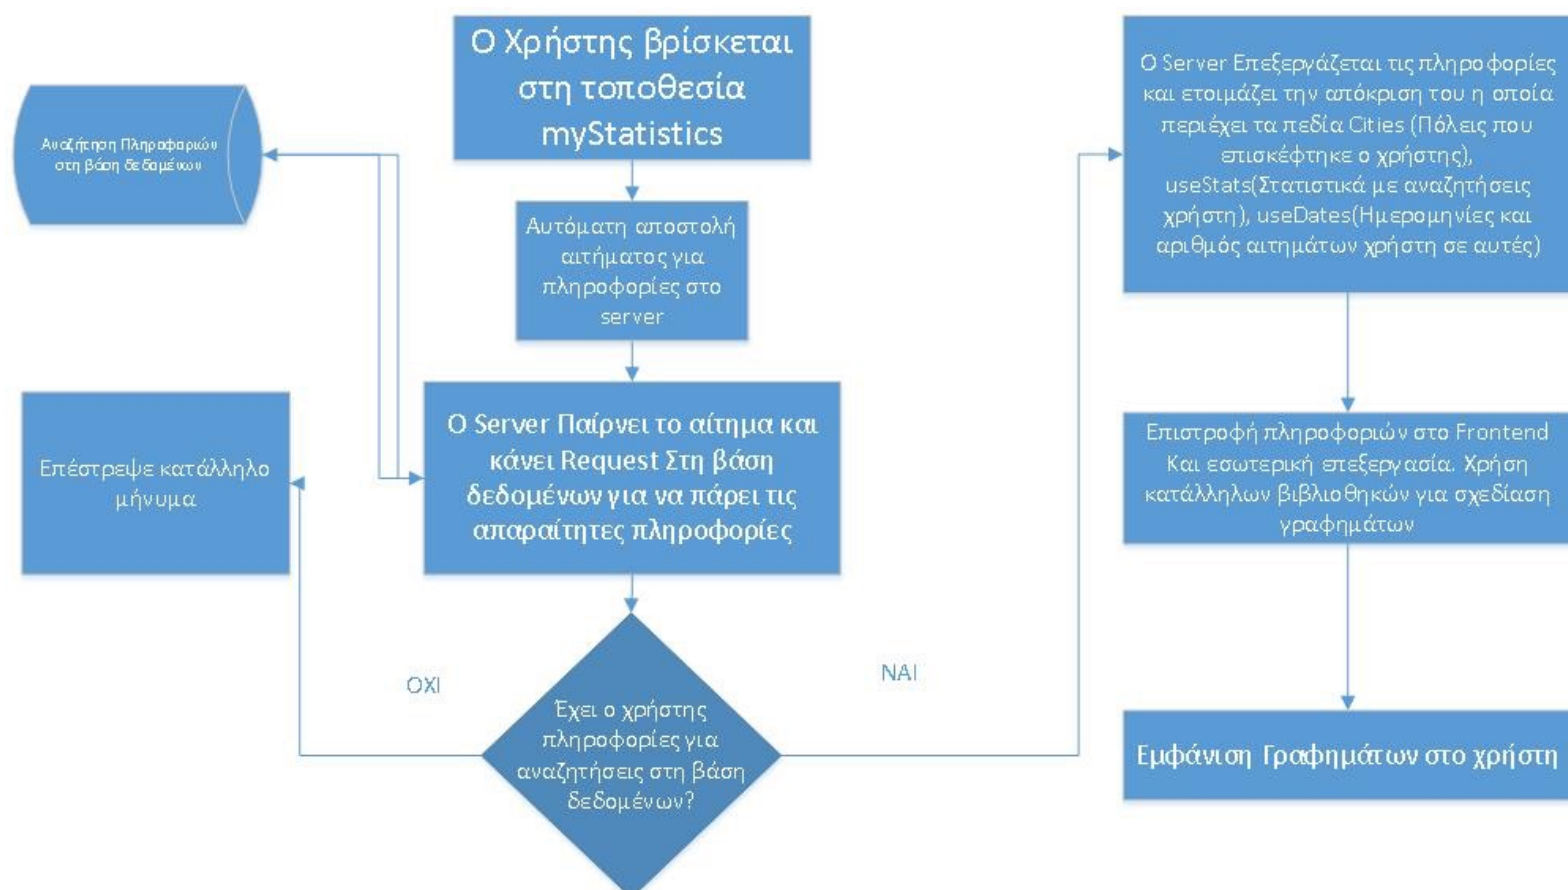 Ο Χρήστης βρίσκεται
στη τοποθεσία
myStatistics
Αναζήτηση Πληροφοριών
στη βάση δεδομένων
Αυτόματη αποστολή
αιτήματος για
πληροφορίες στο
server
Ο Server Παίρνει το αίτημα και
κάνει Request Στη βάση
δεδομένων για να πάρει τις
απαραίτητες πληροφορίες
Επέστρεψε κατάλληλο
μήνυμα
ΟΧΙ
ΝΑΙ
Έχει ο χρήστης
πληροφορίες για
αναζητήσεις στη βάση
δεδομένων?
Ο Server Επεξεργάζεται τις πληροφορίες
και ετοιμάζει την απόκριση του η οποία
περιέχει τα πεδία Cities (Πόλεις που
επισκέφτηκε ο χρήστης),
useStats(Στατιστικά με αναζητήσεις
χρήστη), useDates(Ημερομηνίες και
αριθμός αιτημάτων χρήστη σε αυτές)
Επιστροφή πληροφοριών στο Frontend
Και εσωτερική επεξεργασία. Χρήση
κατάλληλων βιβλιοθηκών για σχεδίαση
γραφημάτων
Εμφάνιση Γραφημάτων στο χρήστη